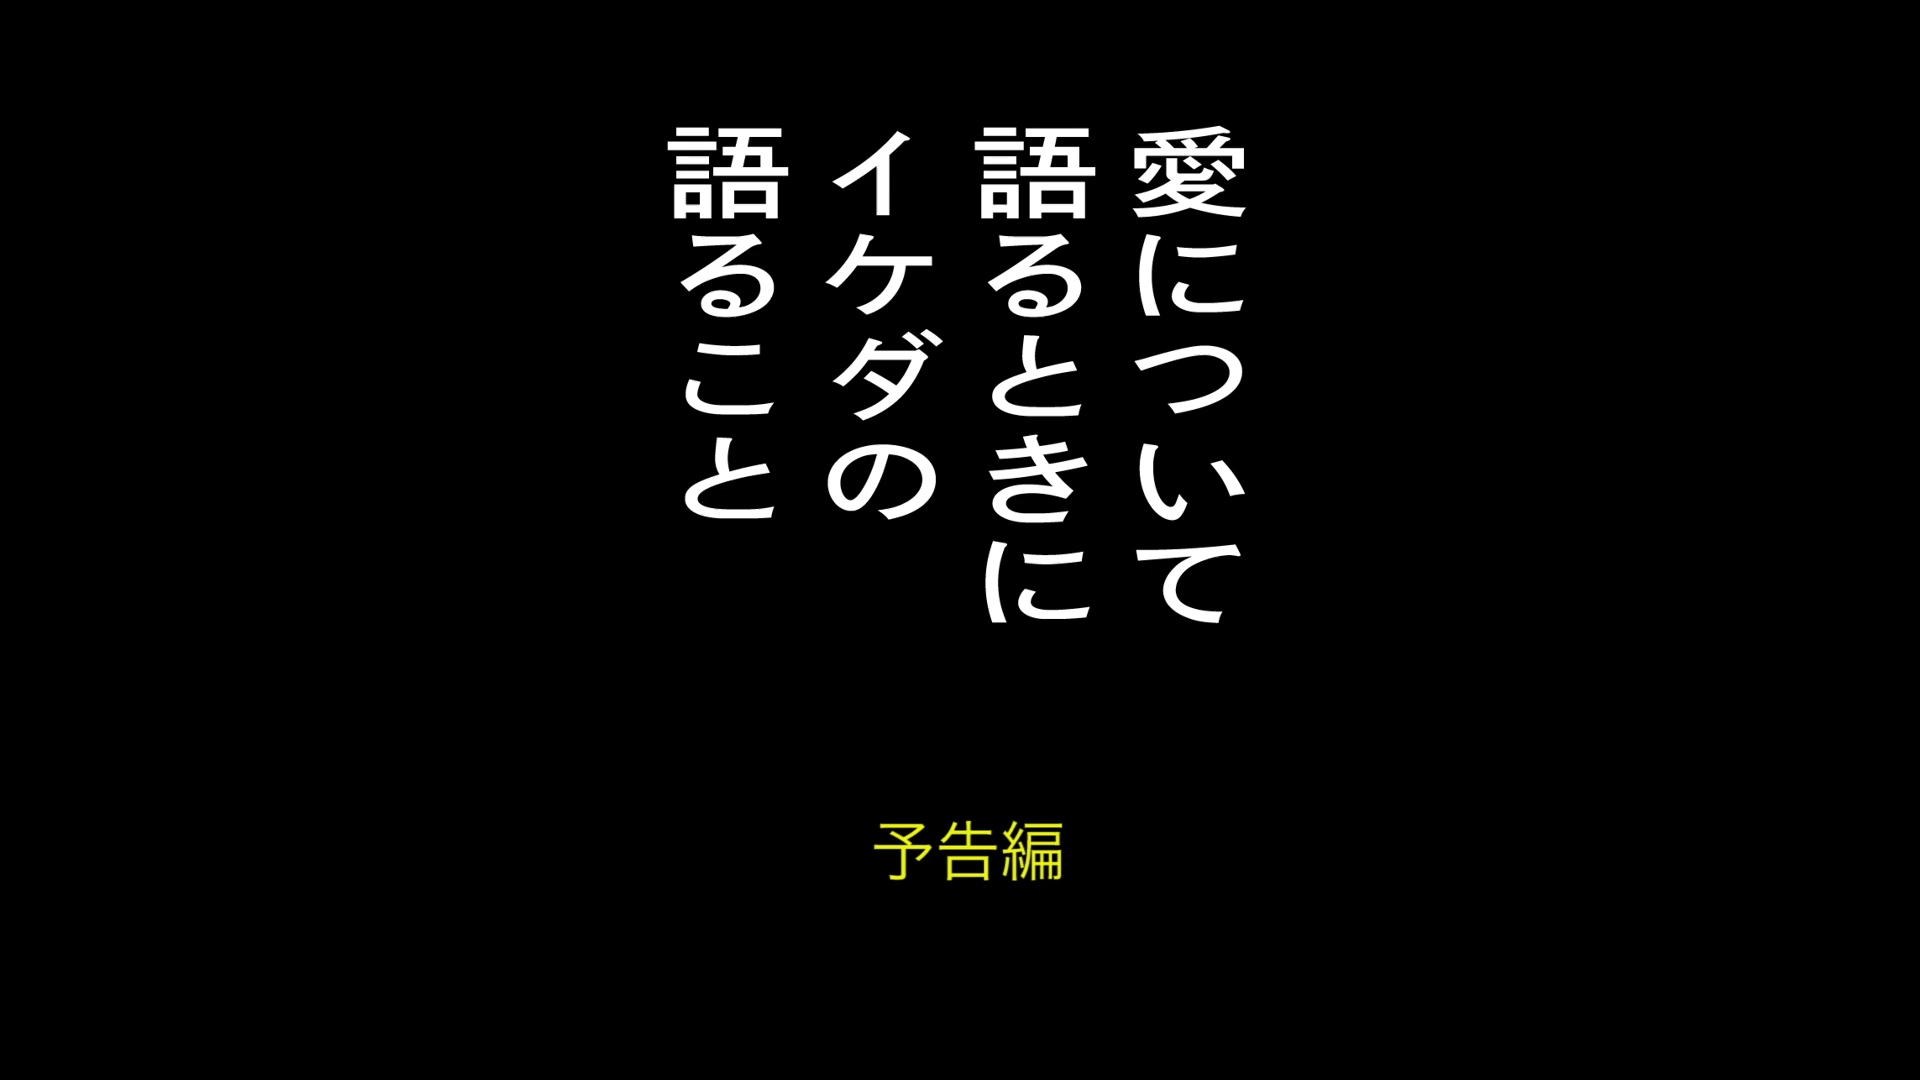 愛について
語るときに
イケダの
語ること
予告編